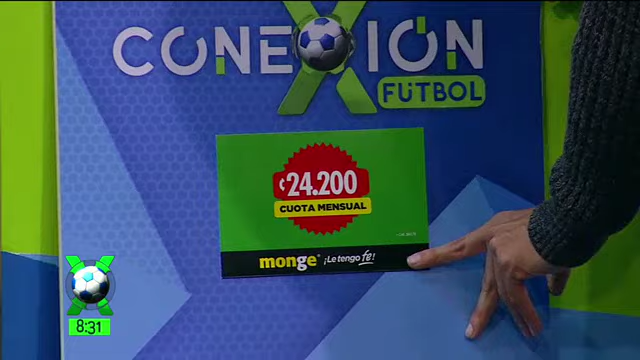 CONEXIÓN
FÚTBOL
¢24.200
CUOTA MENSUAL
monge ¡Le tengo fe!
8:31